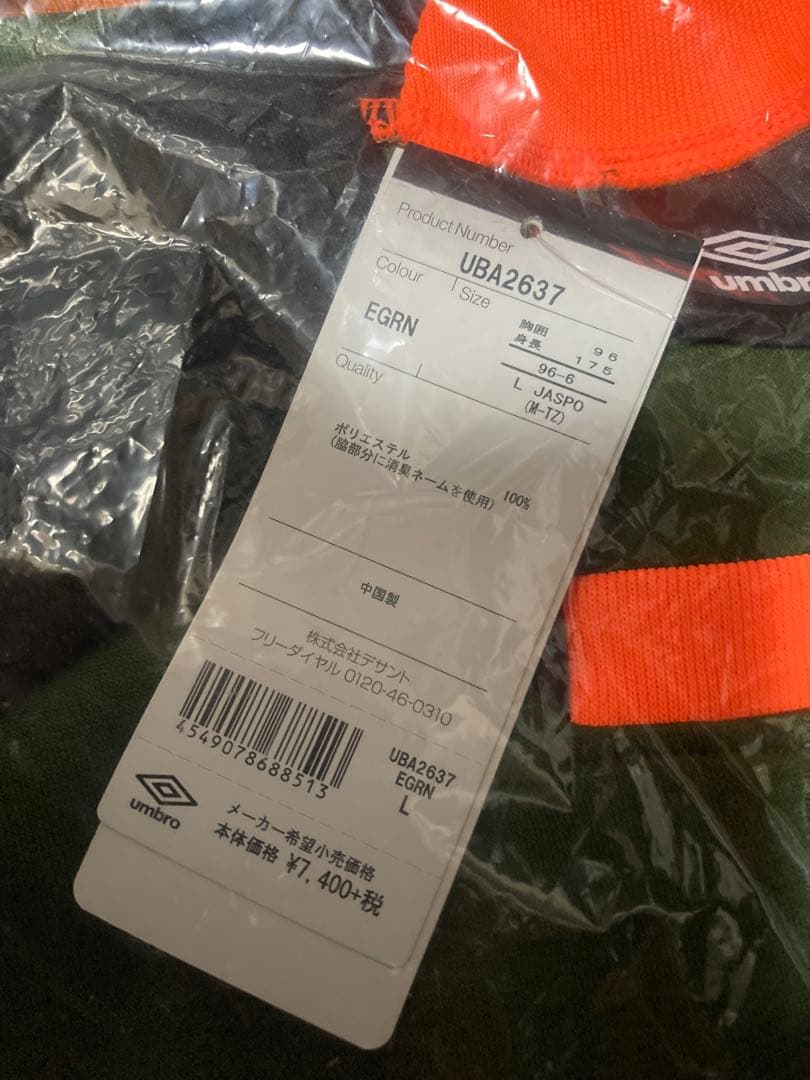 Product Number
UBA2637
Colour
Size
EGRN
胸囲 96
身長 175
96-6
L JASPO
(M-TZ)
Quality
ポリエステル
(脇部分に消臭ネームを使用) 100%
中国製
株式会社デサント
フリーダイヤル 0120-46-0310
4549078688513
UBA2637
EGRN
L
umbro
メーカー希望小売価格
本体価格 ¥7,400+税
umbro